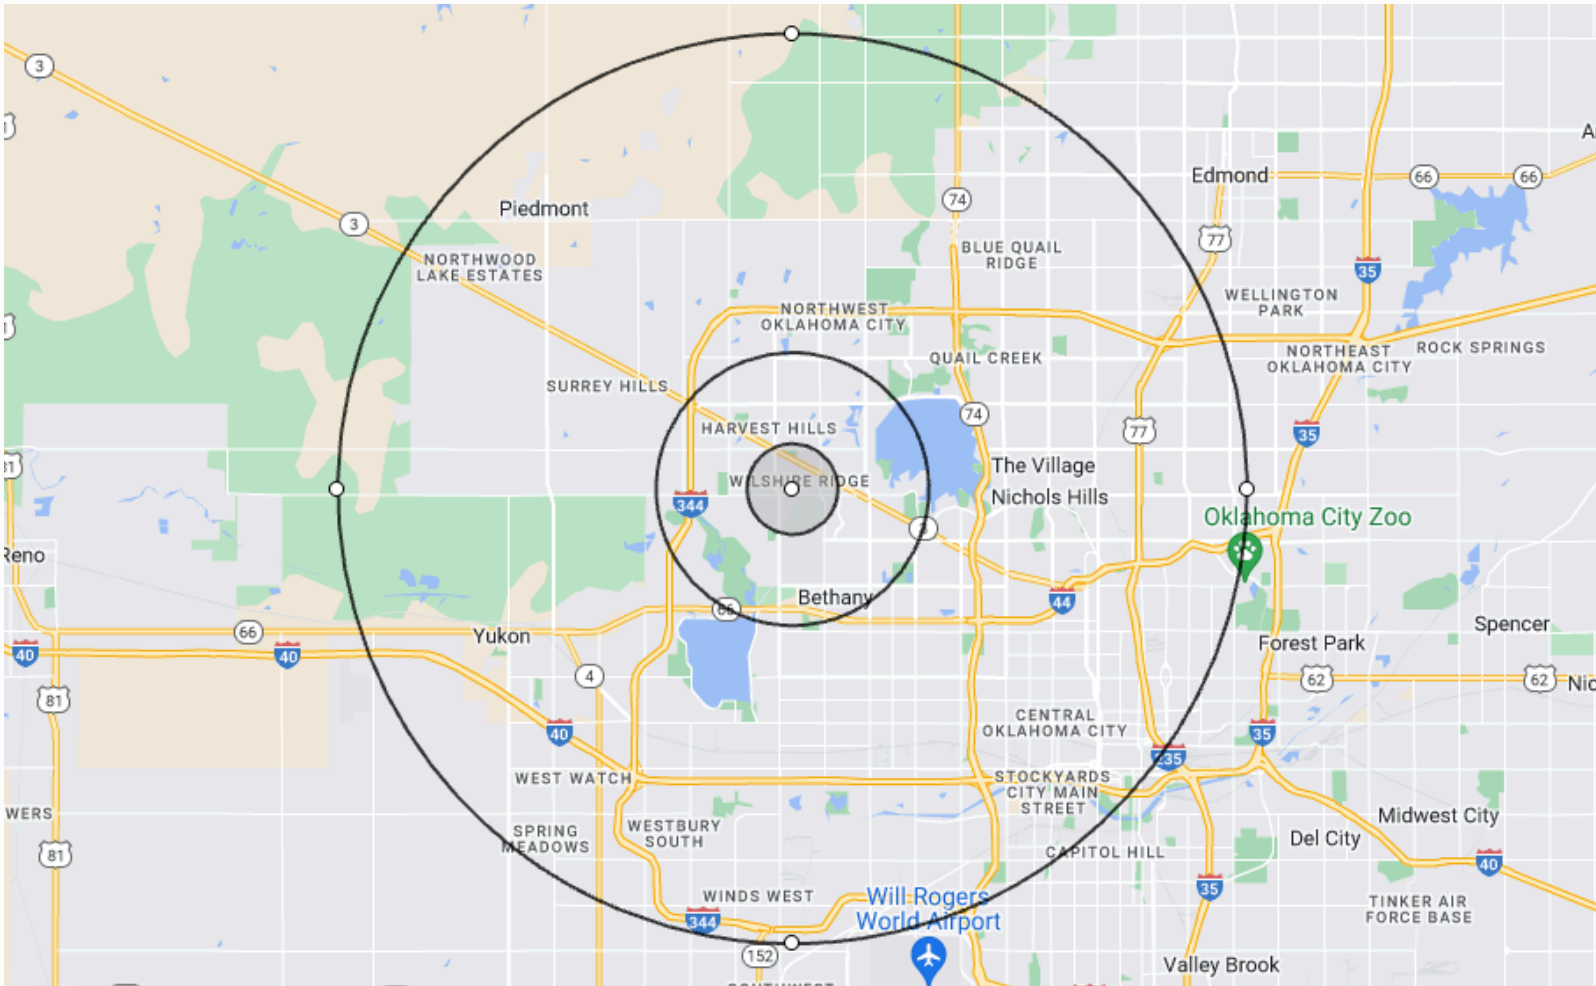 3
A
Edmond
66
66
Piedmont
74
3
77
BLUE QUAIL
RIDGE
NORTHWOOD
LAKE ESTATES
35
WELLINGTON
PARK
NORTHWEST
OKLAHOMA CITY
QUAIL CREEK
NORTHEAST
OKLAHOMA CITY
ROCK SPRINGS
SURREY HILLS
74
HARVEST HILLS
77
35
The Village
WILSHIRE RIDGE
Nichols Hills
344
Oklahoma City Zoo
3
Reno
Bethany
44
66
66
Yukon
Spencer
Forest Park
40
40
4
62
62
Nic
81
CENTRAL
OKLAHOMA CITY
40
35
235
WEST WATCH
STOCKYARDS
CITY MAIN
STREET
WERS
Midwest City
WESTBURY
SOUTH
SPRING
MEADOWS
Del City
81
CAPITOL HILL
40
35
WINDS WEST
Will Rogers
World Airport
TINKER AIR
FORCE BASE
344
152
Valley Brook